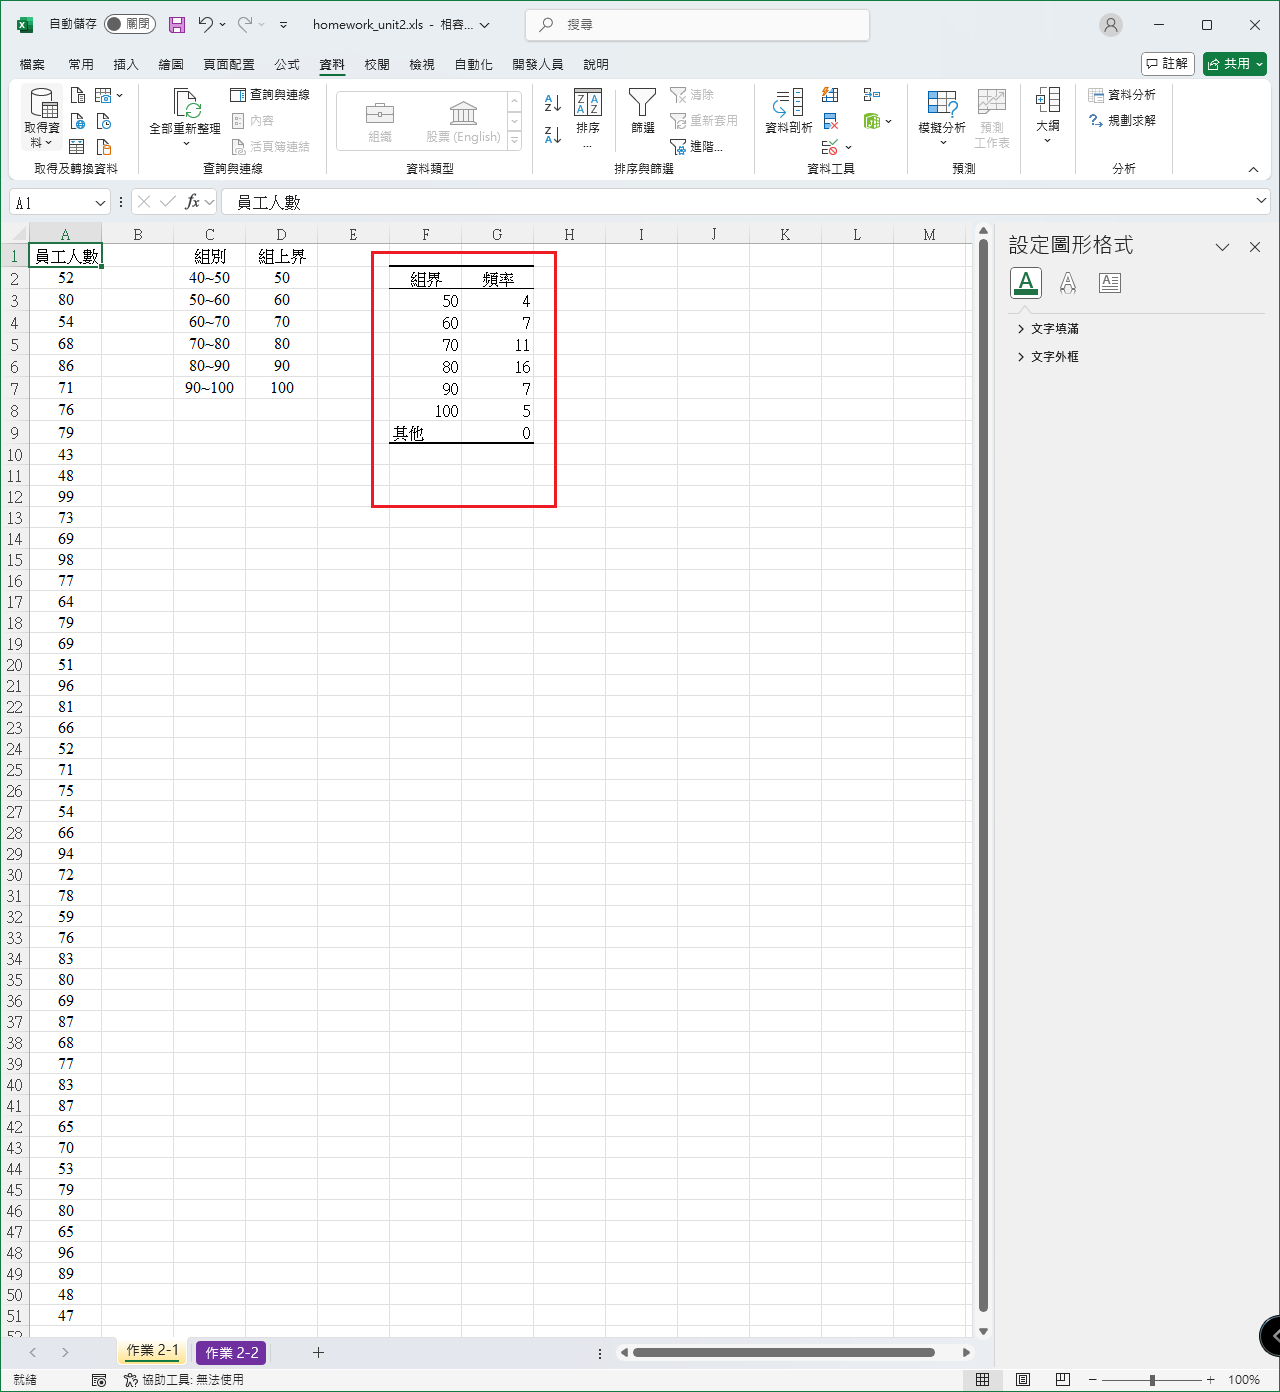 自動儲存 關閉 homework_unit2.xls - 相容... 搜尋
檔案 常用 插入 繪圖 頁面配置 公式 資料 校閱 檢視 自動化 開發人員 說明 註解 共用
取得資料
取得及轉換資料
全部重新整理
查詢與連線
內容
活頁簿連結
查詢與連線
組織
股票 (English)
資料類型
排序...
篩選
清除
重新套用
進階...
排序與篩選
資料剖析
資料工具
模擬分析
預測工作表
預測
大綱
資料分析
規劃求解
分析
A1 fx 員工人數
A B C D E F G H I J K L M
1 員工人數 組別 組上界
2 52 40~50 50 組界 頻率
3 80 50~60 60 50 4
4 54 60~70 70 60 7
5 68 70~80 80 70 11
6 86 80~90 90 80 16
7 71 90~100 100 90 7
8 76 100 5
9 79 其他 0
10 43
11 48
12 99
13 73
14 69
15 98
16 77
17 64
18 79
19 69
20 51
21 96
22 81
23 66
24 52
25 71
26 75
27 54
28 66
29 94
30 72
31 78
32 59
33 76
34 83
35 80
36 69
37 87
38 68
39 77
40 83
41 87
42 65
43 70
44 53
45 79
46 80
47 65
48 96
49 89
50 48
51 47
52
設定圖形格式
文字填滿
文字外框
作業 2-1 作業 2-2
就緒 協助工具: 無法使用 100%